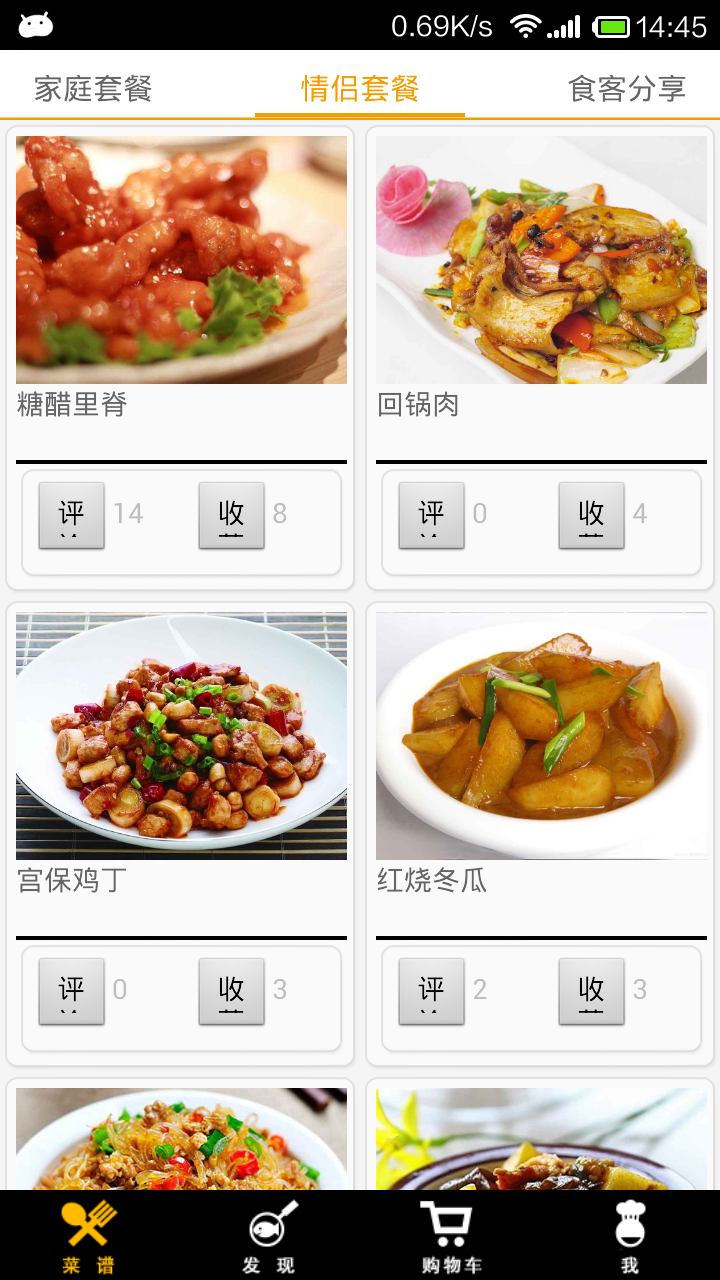 0.69K/s 14:45
家庭套餐 情侣套餐 食客分享
糖醋里脊 回锅肉
评 14 收 8 评 0 收 4
宫保鸡丁 红烧冬瓜
评 0 收 3 评 2 收 3
菜谱 发现 购物车 我